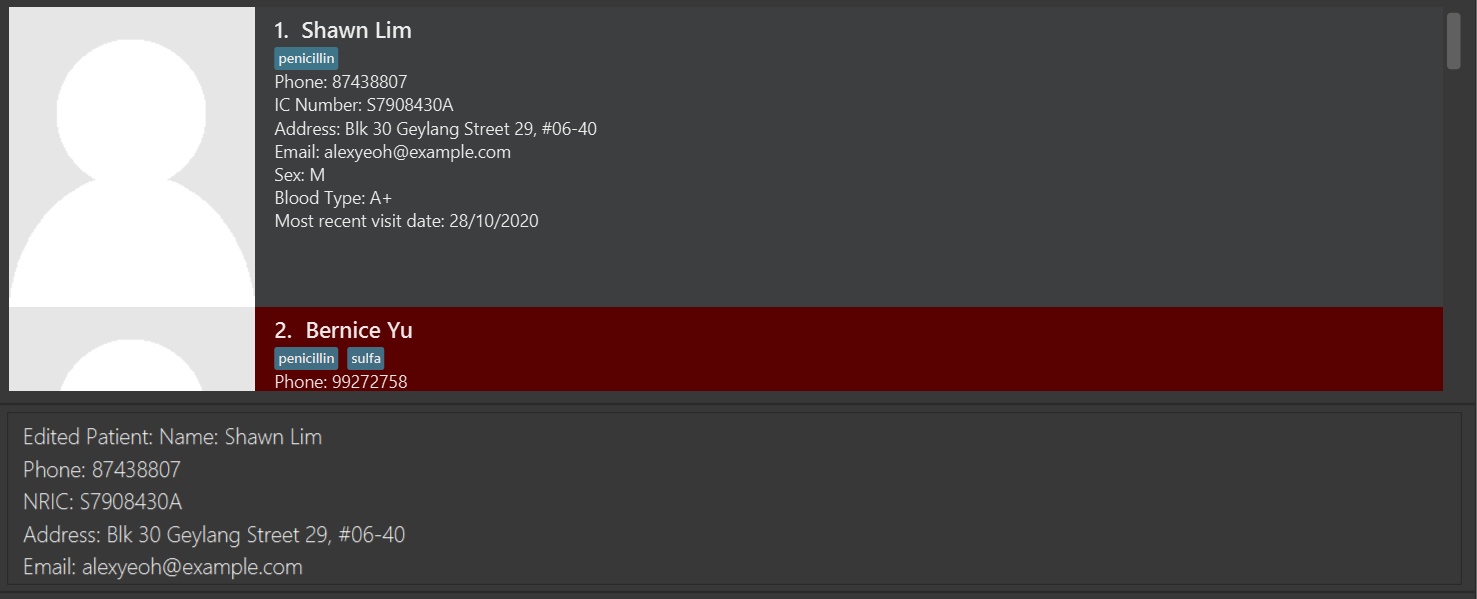 1. Shawn Lim
penicillin
Phone: 87438807
IC Number: S7908430A
Address: Blk 30 Geylang Street 29, #06-40
Email: alexyeoh@example.com
Sex: M
Blood Type: A+
Most recent visit date: 28/10/2020
2. Bernice Yu
penicillin sulfa
Phone: 99272758
Edited Patient: Name: Shawn Lim
Phone: 87438807
NRIC: S7908430A
Address: Blk 30 Geylang Street 29, #06-40
Email: alexyeoh@example.com